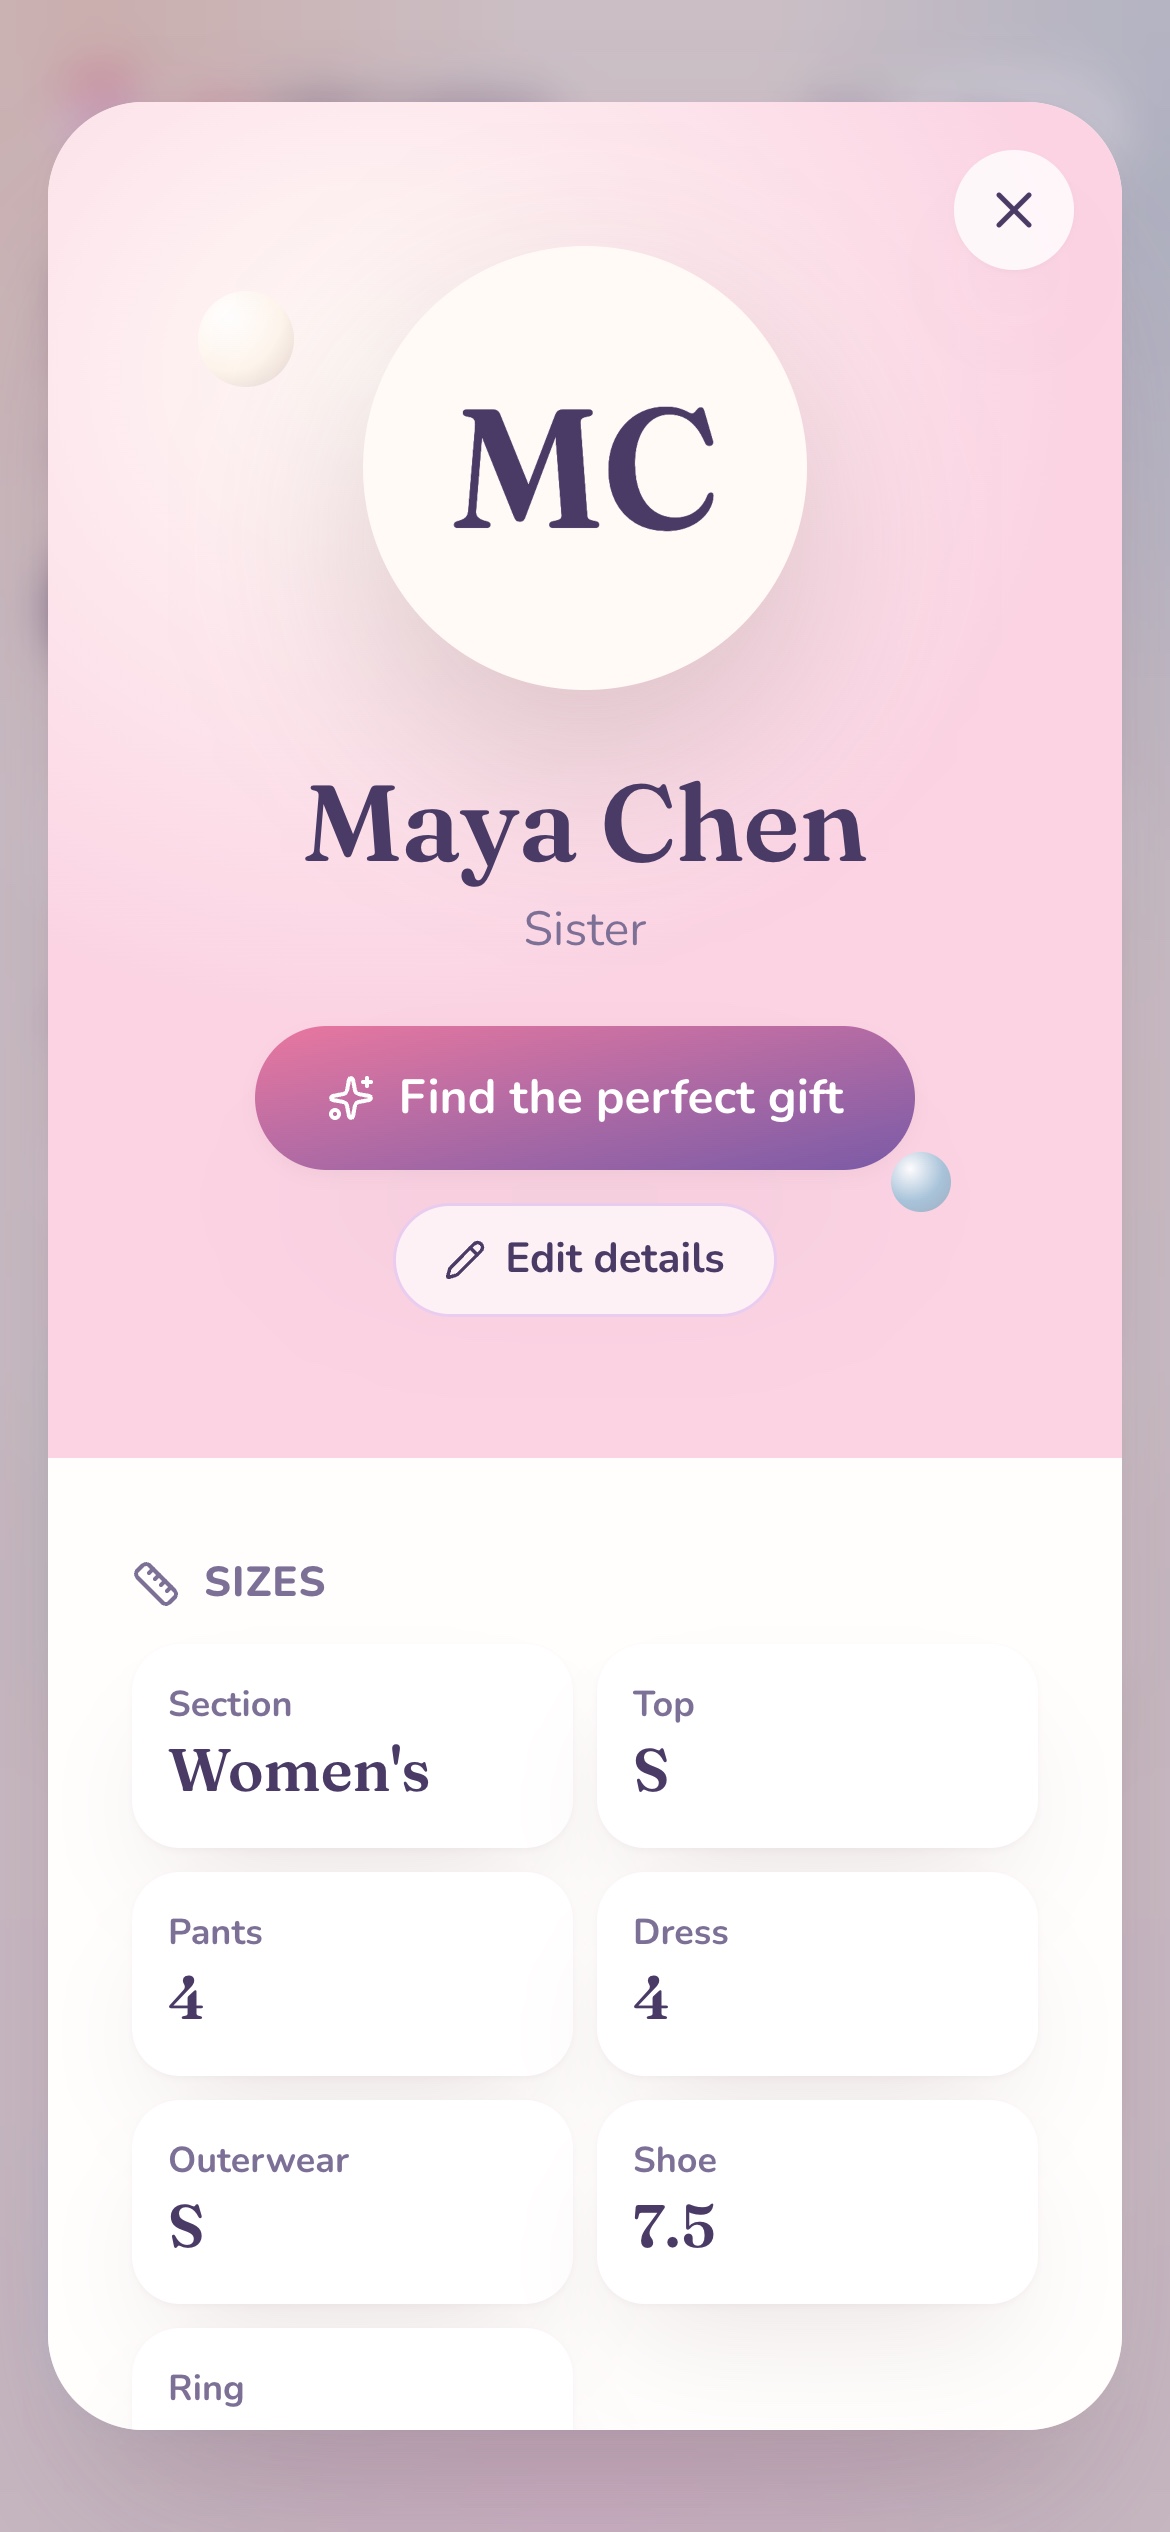 MC
Maya Chen
Sister
Find the perfect gift
Edit details
SIZES
Section
Women's
Top
S
Pants
4
Dress
4
Outerwear
S
Shoe
7.5
Ring